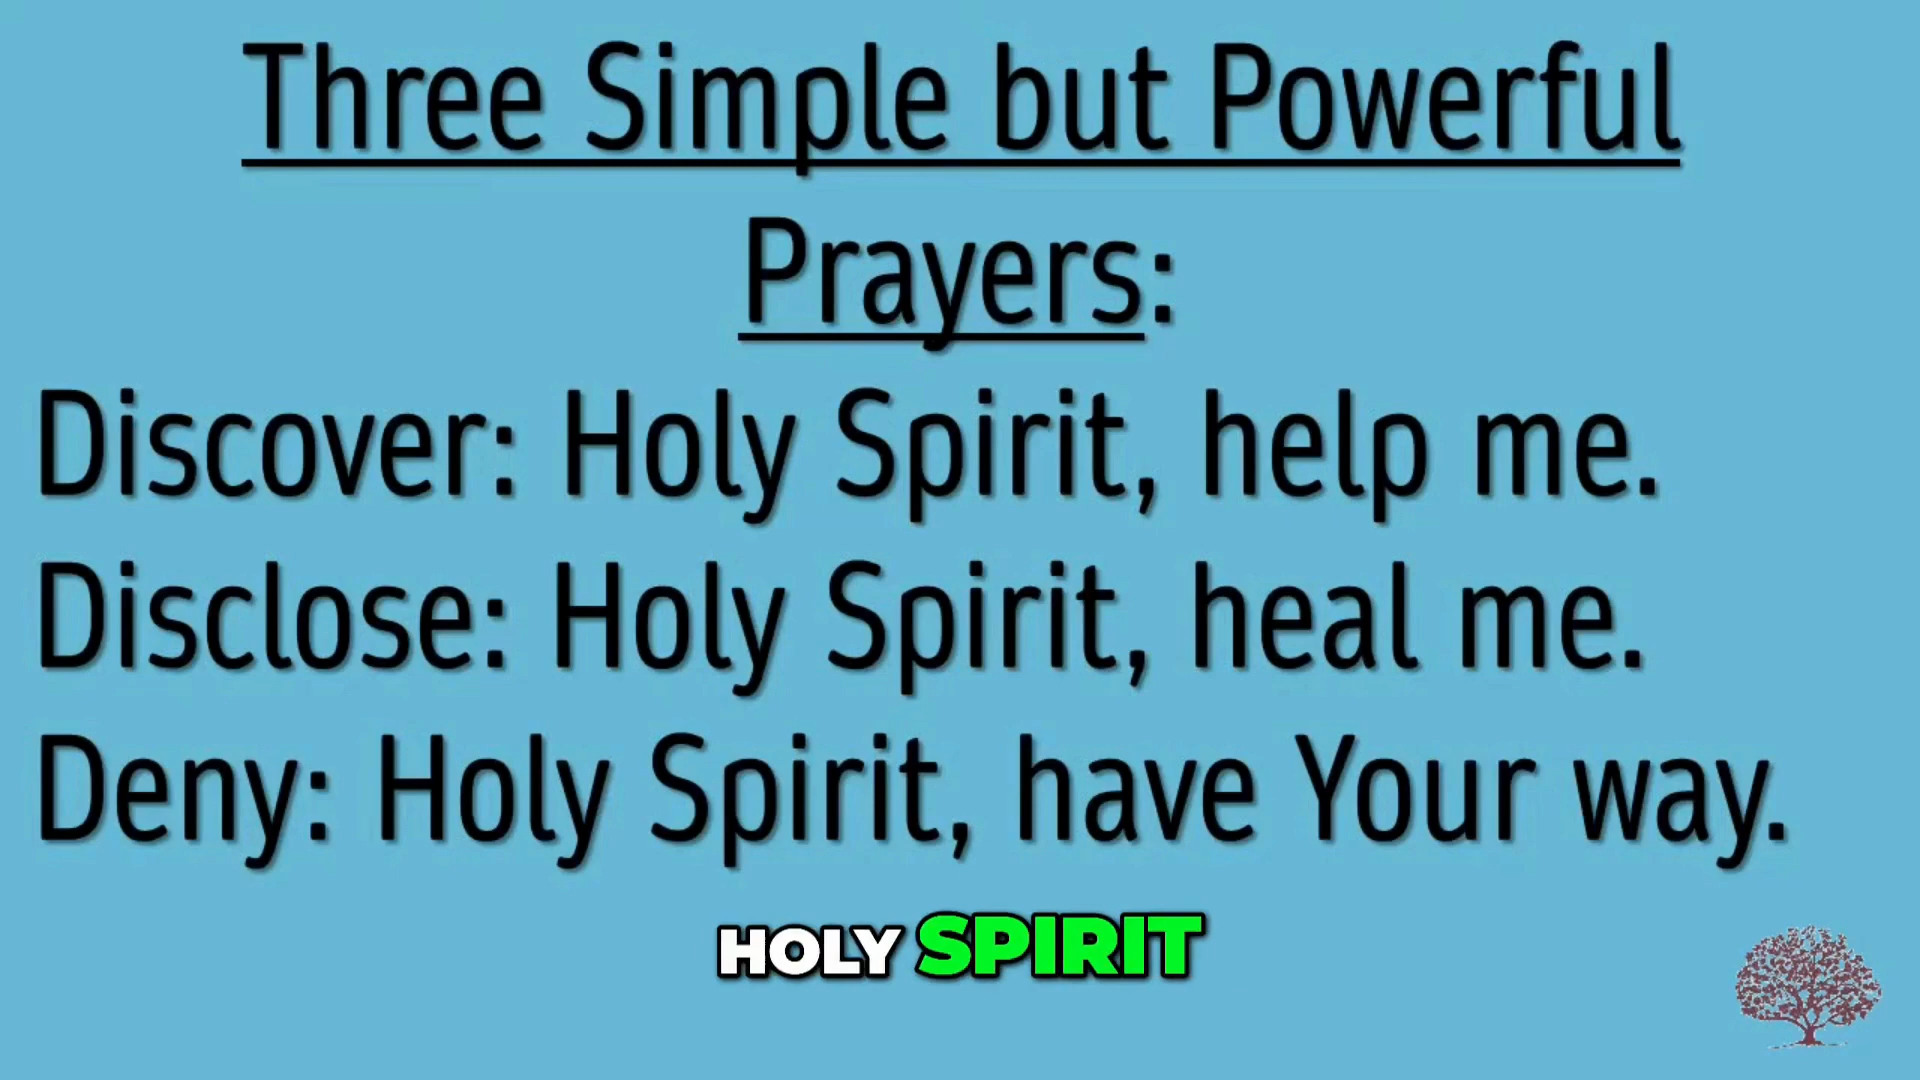 Three Simple but Powerful
Prayers:
Discover: Holy Spirit, help me.
Disclose: Holy Spirit, heal me.
Deny: Holy Spirit, have Your way.
HOLY SPIRIT